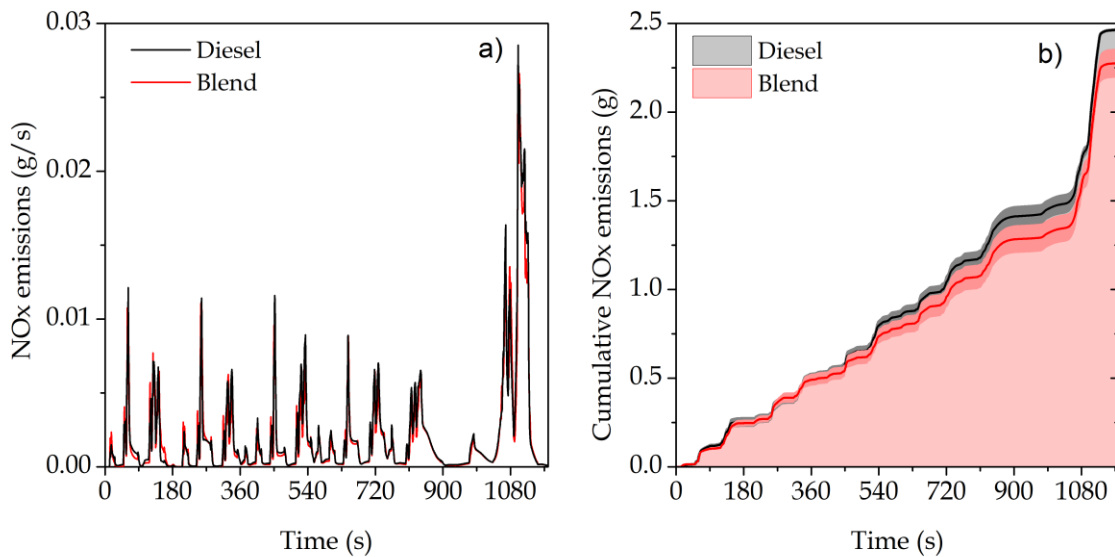 a)
Diesel
Blend
NOx emissions (g/s)
0.03
0.02
0.01
0.00
0 180 360 540 720 900 1080
Time (s)
b)
Diesel
Blend
Cumulative NOx emissions (g)
2.5
2.0
1.5
1.0
0.5
0.0
0 180 360 540 720 900 1080
Time (s)